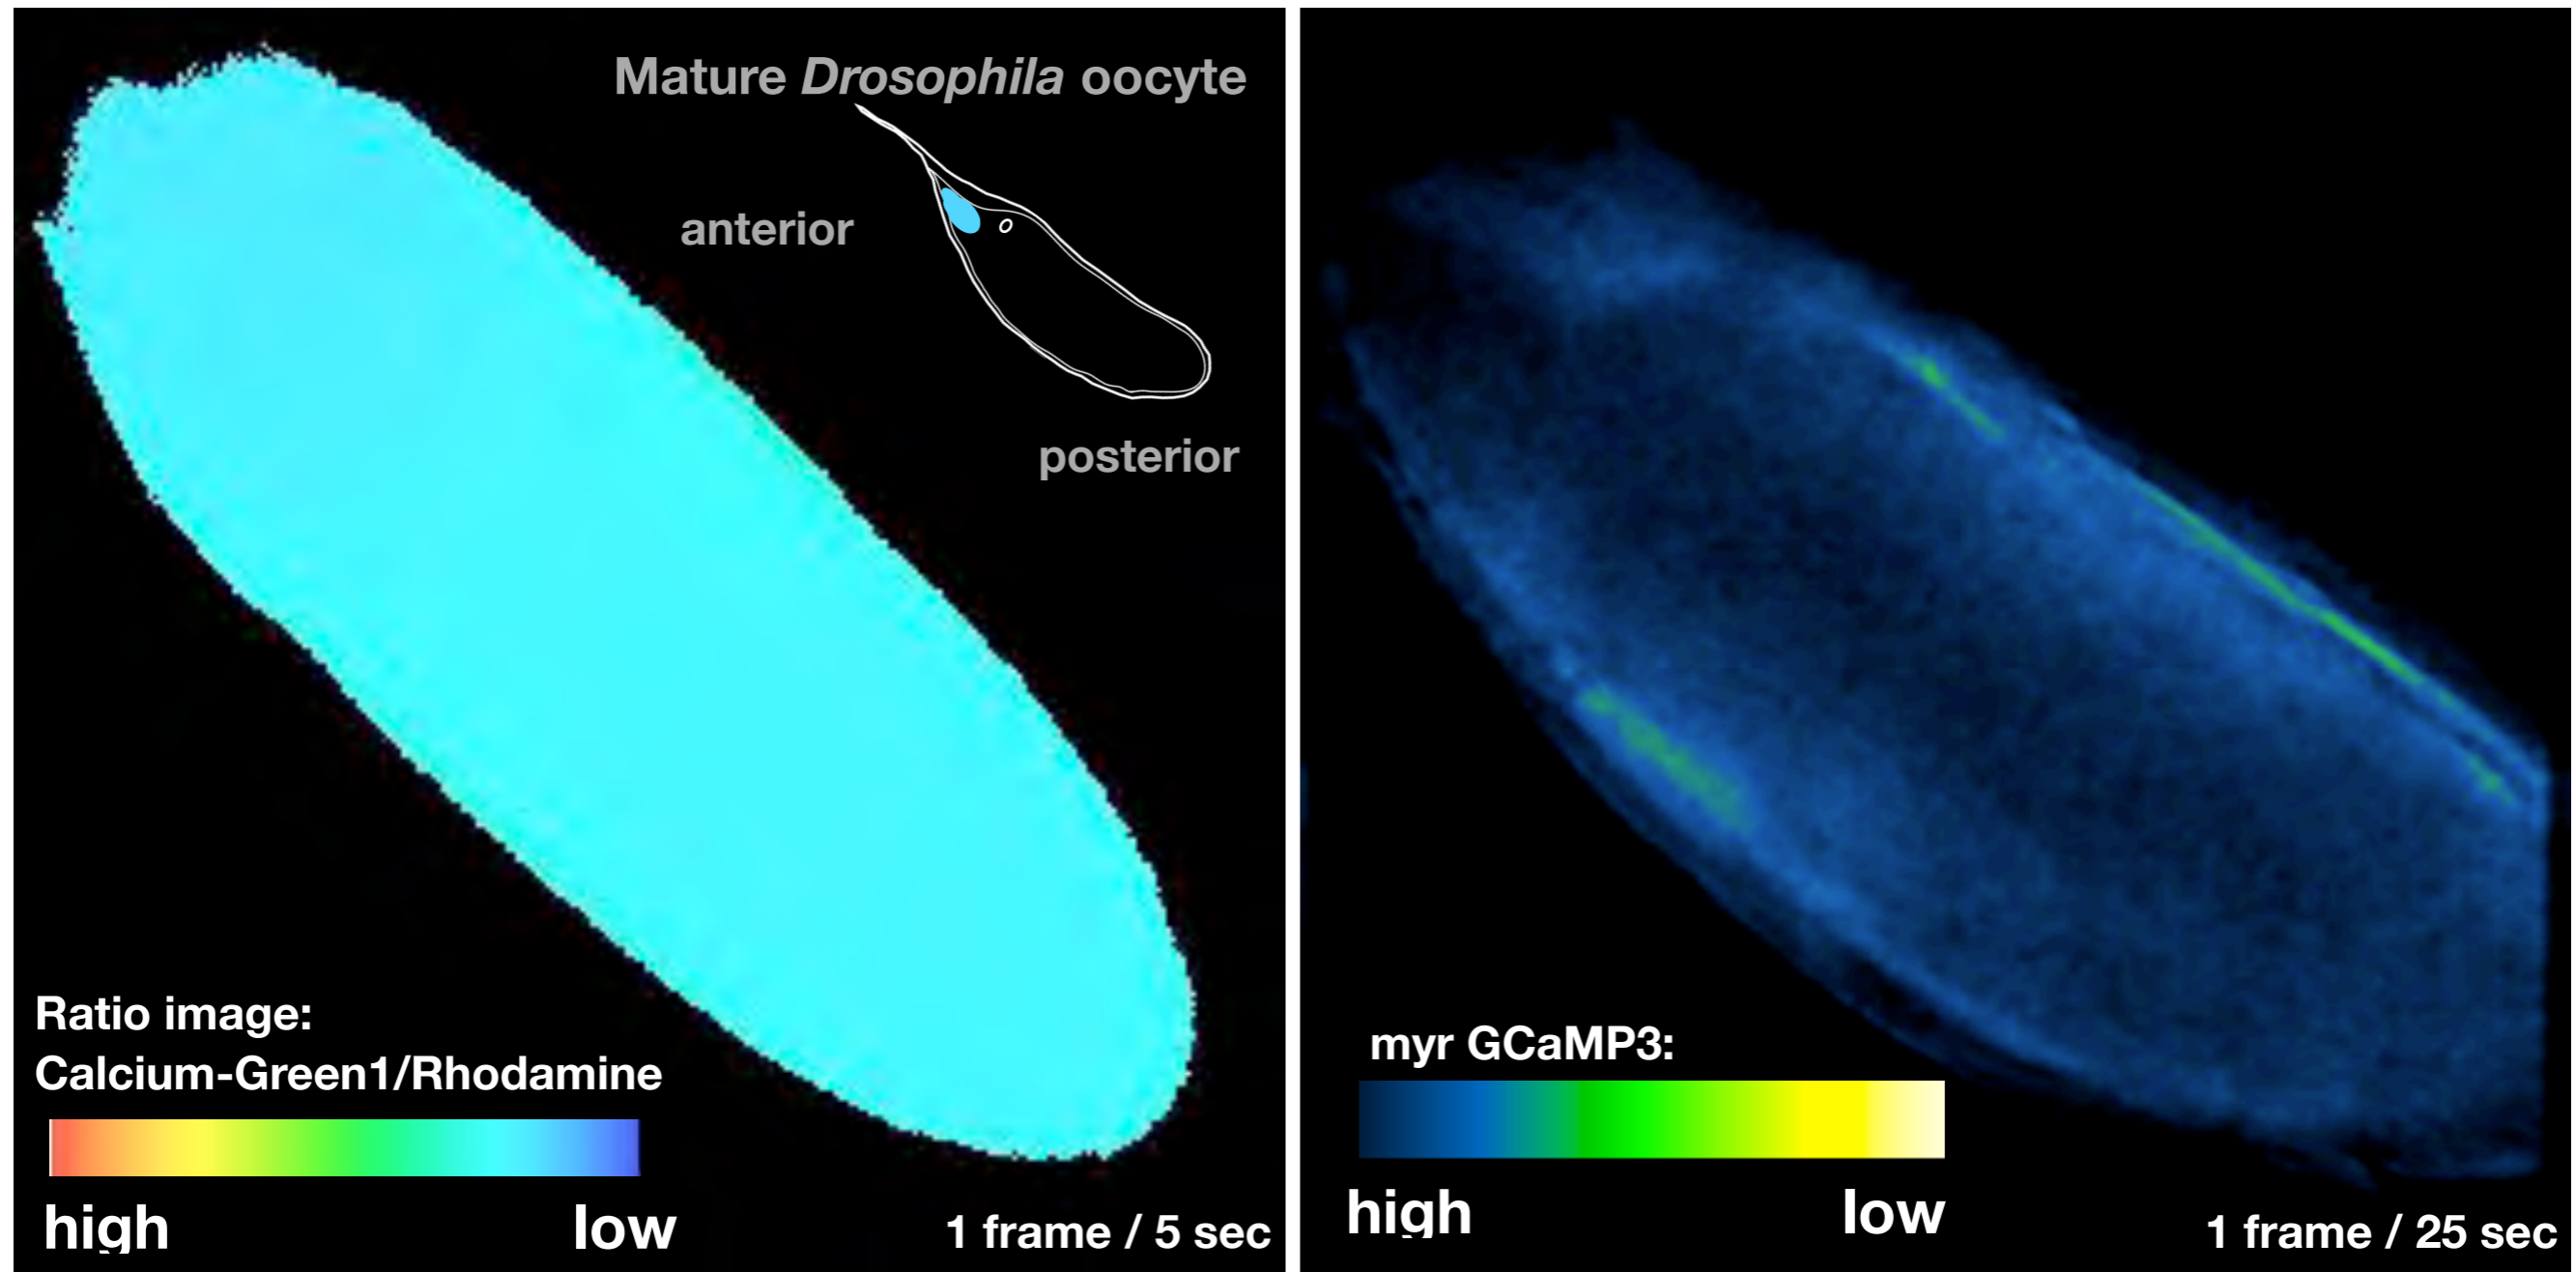 Mature Drosophila oocyte
anterior
posterior
Ratio image:
Calcium-Green1/Rhodamine
high low
1 frame / 5 sec
myr GCaMP3:
high low
1 frame / 25 sec